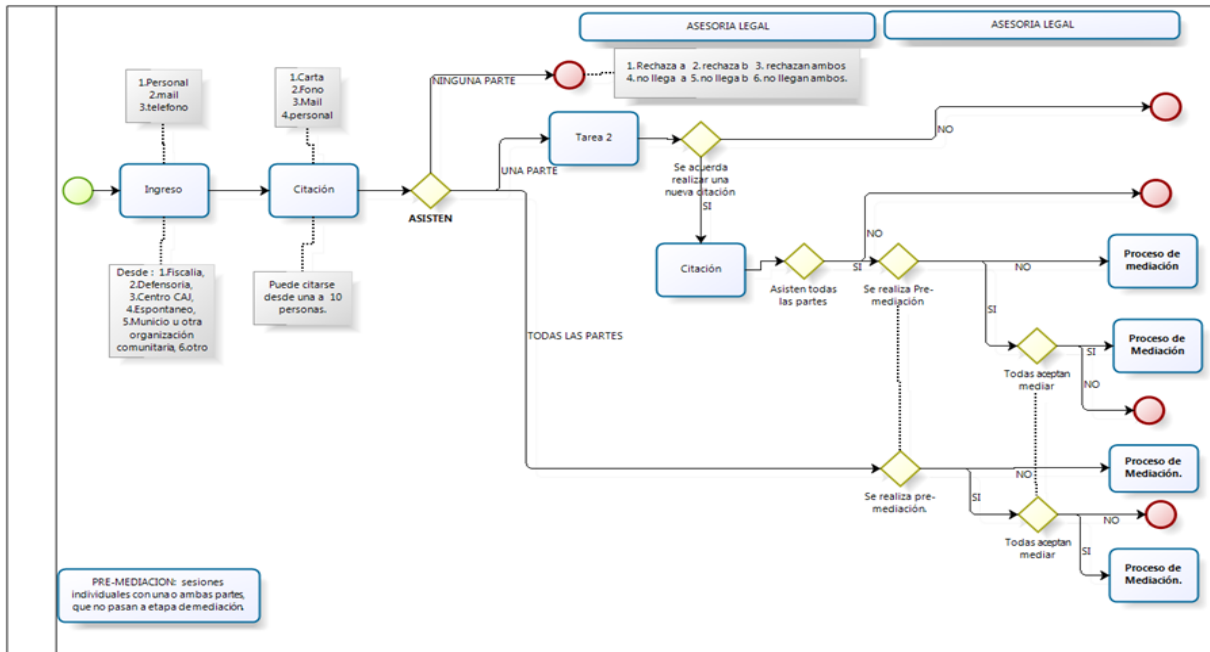 ASESORIA LEGAL
ASESORIA LEGAL
1.Personal
2.mail
3.telefono
1.Carta
2.Fono
3.Mail
4.personal
NINGUNA PARTE
1.Rechaza a 2.rechaza b 3. rechazan ambos
4. no llega a 5.no llega b 6.no llegan ambos.
Ingreso
Citación
ASISTEN
UNA PARTE
Tarea 2
Se acuerda
realizar una
nueva citación
NO
SI
Desde : 1.Fiscalia,
2.Defensoria,
3.Centro CAJ,
4.Espontaneo,
5.Municio u otra
organización
comunitaria, 6.otro
Puede citarse
desde una a 10
personas.
Citación
Asisten todas
las partes
NO
SI
Se realiza Pre-
mediación
NO
Proceso de
mediación
SI
TODAS LAS PARTES
Todas aceptan
mediar
SI
Proceso de
Mediación
NO
Se realiza pre-
mediación.
NO
Proceso de
Mediación.
SI
Todas aceptan
mediar
NO
SI
Proceso de
Mediación.
PRE-MEDIACION: sesiones
individuales con una o ambas partes,
que no pasan a etapa de mediación.